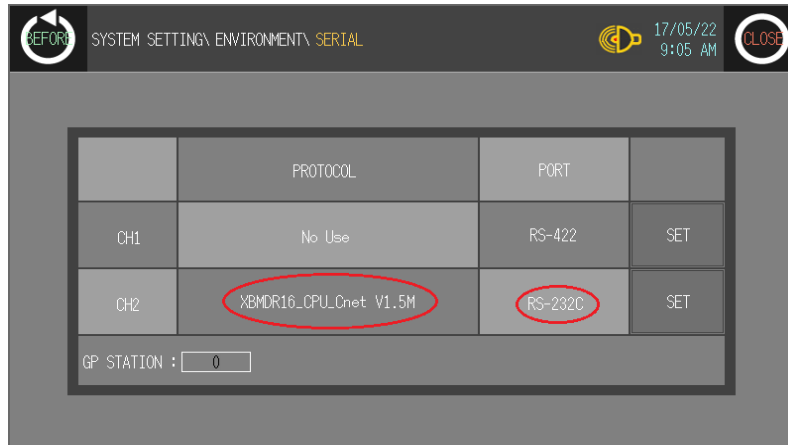 BEFORE
SYSTEM SETTING\ ENVIRONMENT\ SERIAL
17/05/22
9:05 AM
CLOSE
PROTOCOL PORT
CH1 No Use RS-422 SET
CH2 XBMDR16_CPU_Cnet V1.5M RS-232C SET
GP STATION : 0